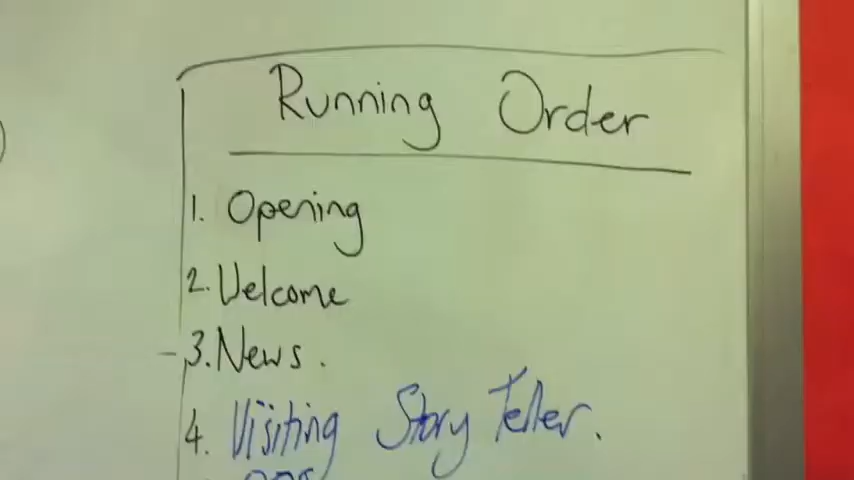 Running Order
1. Opening
2. Welcome
3. News.
4. Visiting Story Teller.